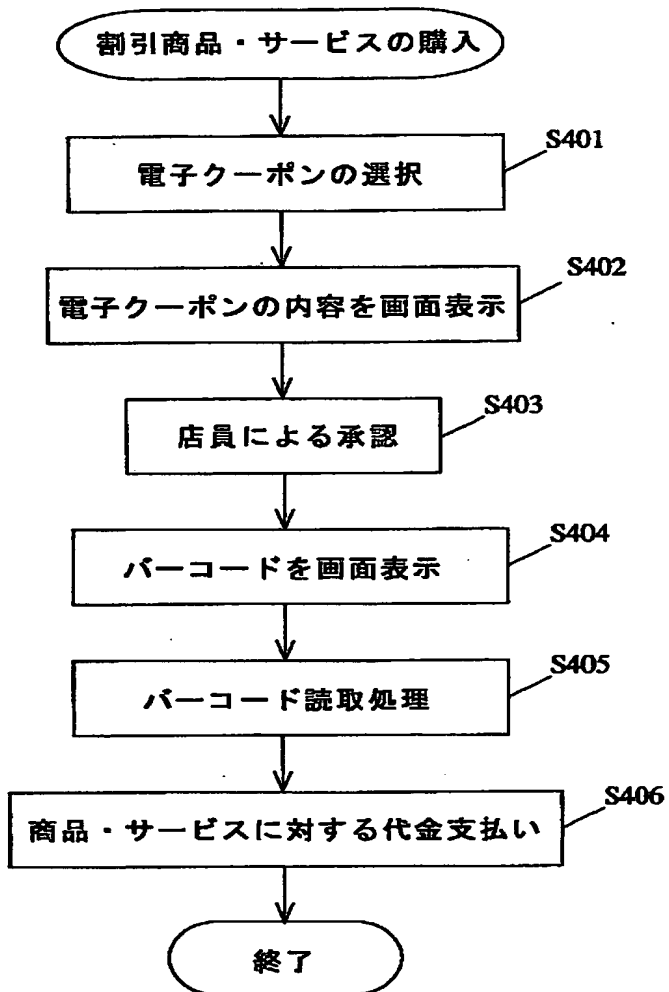 割引商品・サービスの購入
S401
電子クーポンの選択
S402
電子クーポンの内容を画面表示
S403
店員による承認
S404
バーコードを画面表示
S405
バーコード読取処理
S406
商品・サービスに対する代金支払い
終了